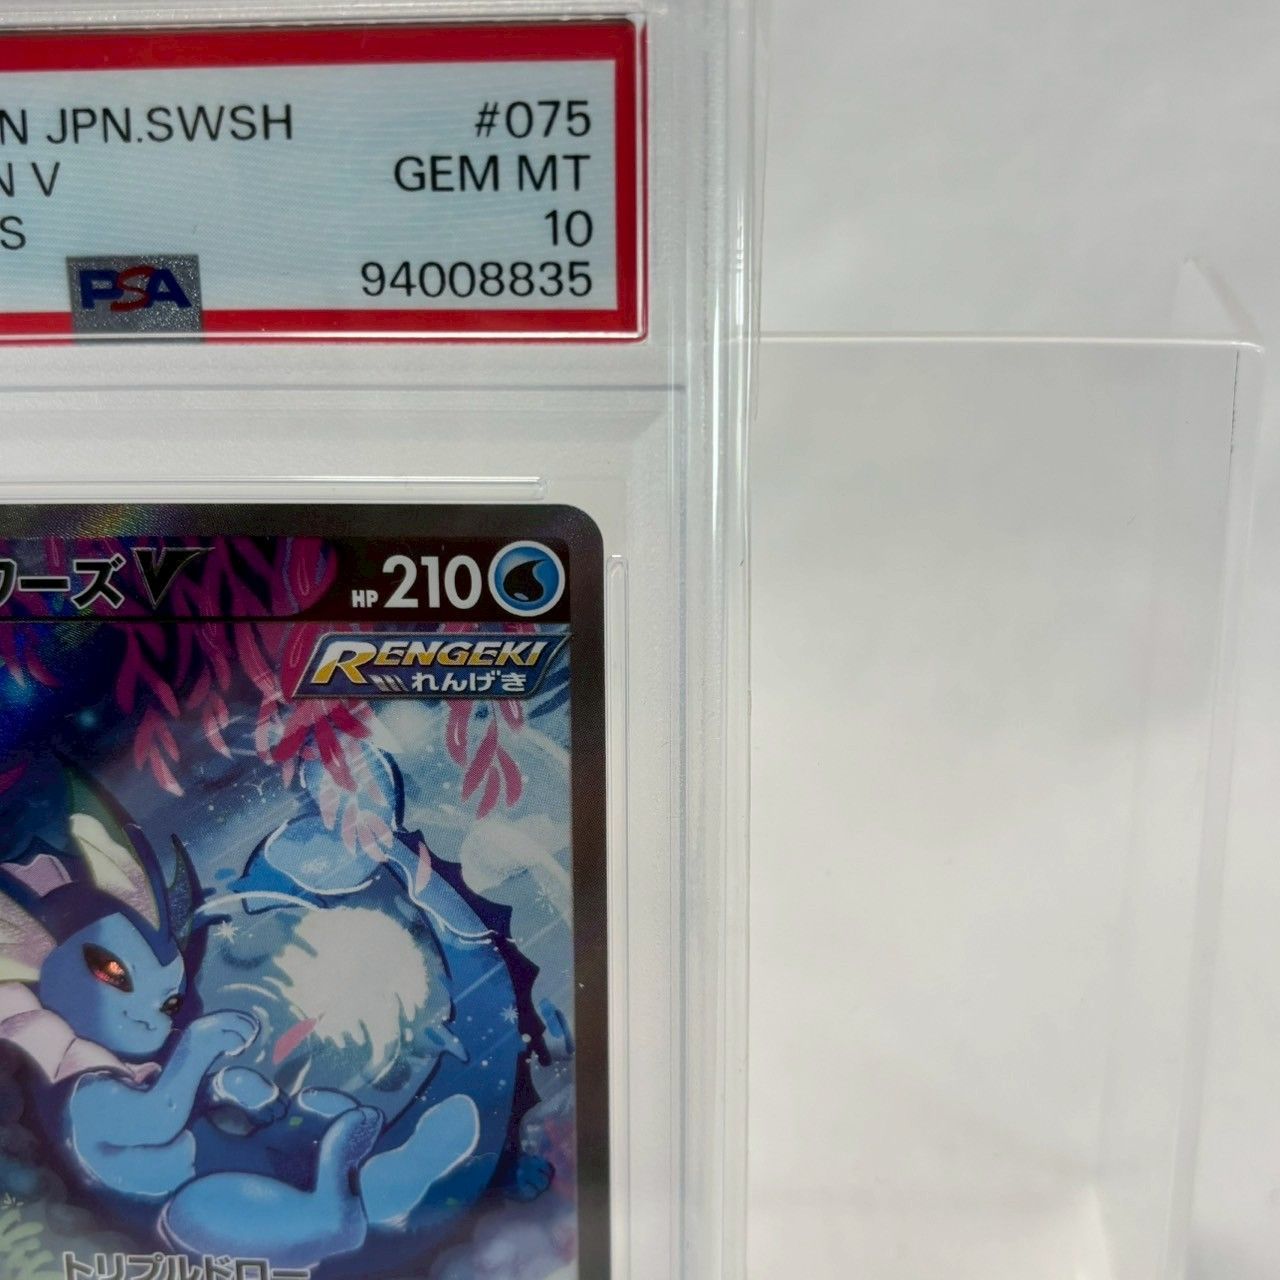 N JPN.SWSH #075
N V GEM MT
S 10
PSA 94008835
ワーズV HP 210
RENGEKI
れんげき
トリプルドロー